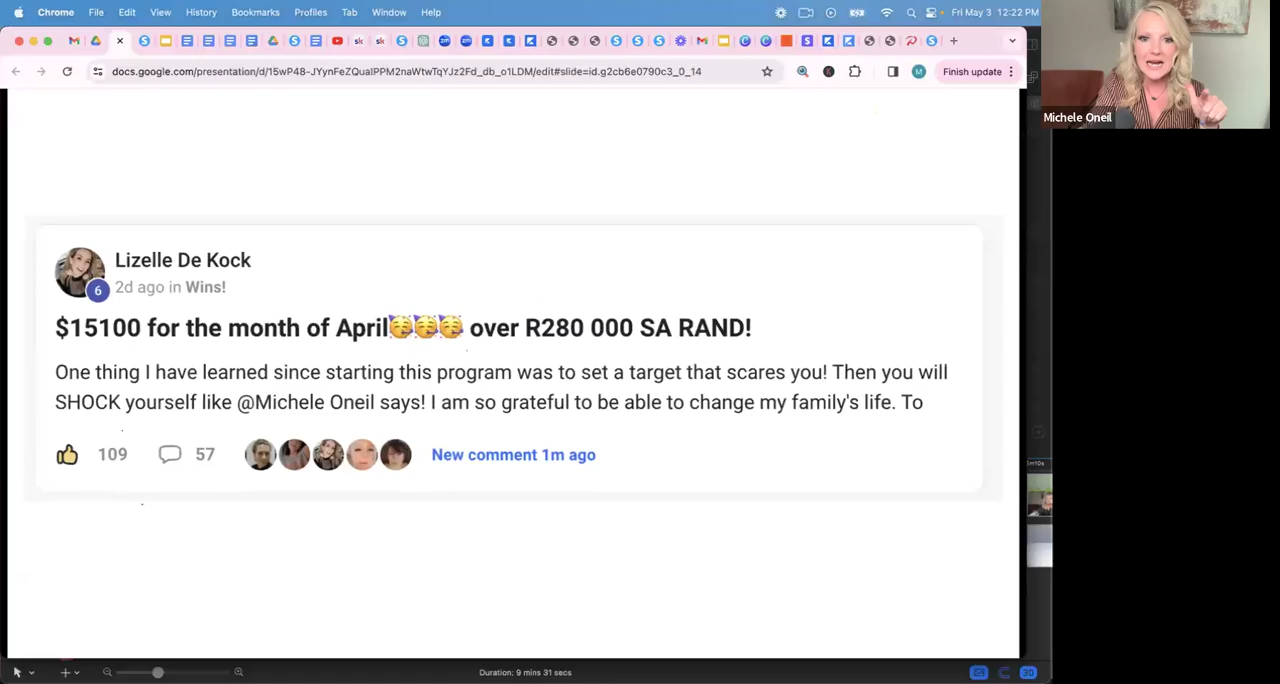 Chrome File Edit View History Bookmarks Profiles Tab Window Help Fri May 3 12:22 PM
docs.google.com/presentation/d/15wP48-JYynFeZQuaIPPM2naWtwTqYJz2Fd_db_o1LDM/edit#slide=id.g2cb6e0790c3_0_14 Finish update
Michele Oneil
Lizelle De Kock
6 2d ago in Wins!
$15100 for the month of April🥳🥳🥳 over R280 000 SA RAND!
One thing I have learned since starting this program was to set a target that scares you! Then you will
SHOCK yourself like @Michele Oneil says! I am so grateful to be able to change my family's life. To
109 57 New comment 1m ago
Duration: 9 mins 31 secs